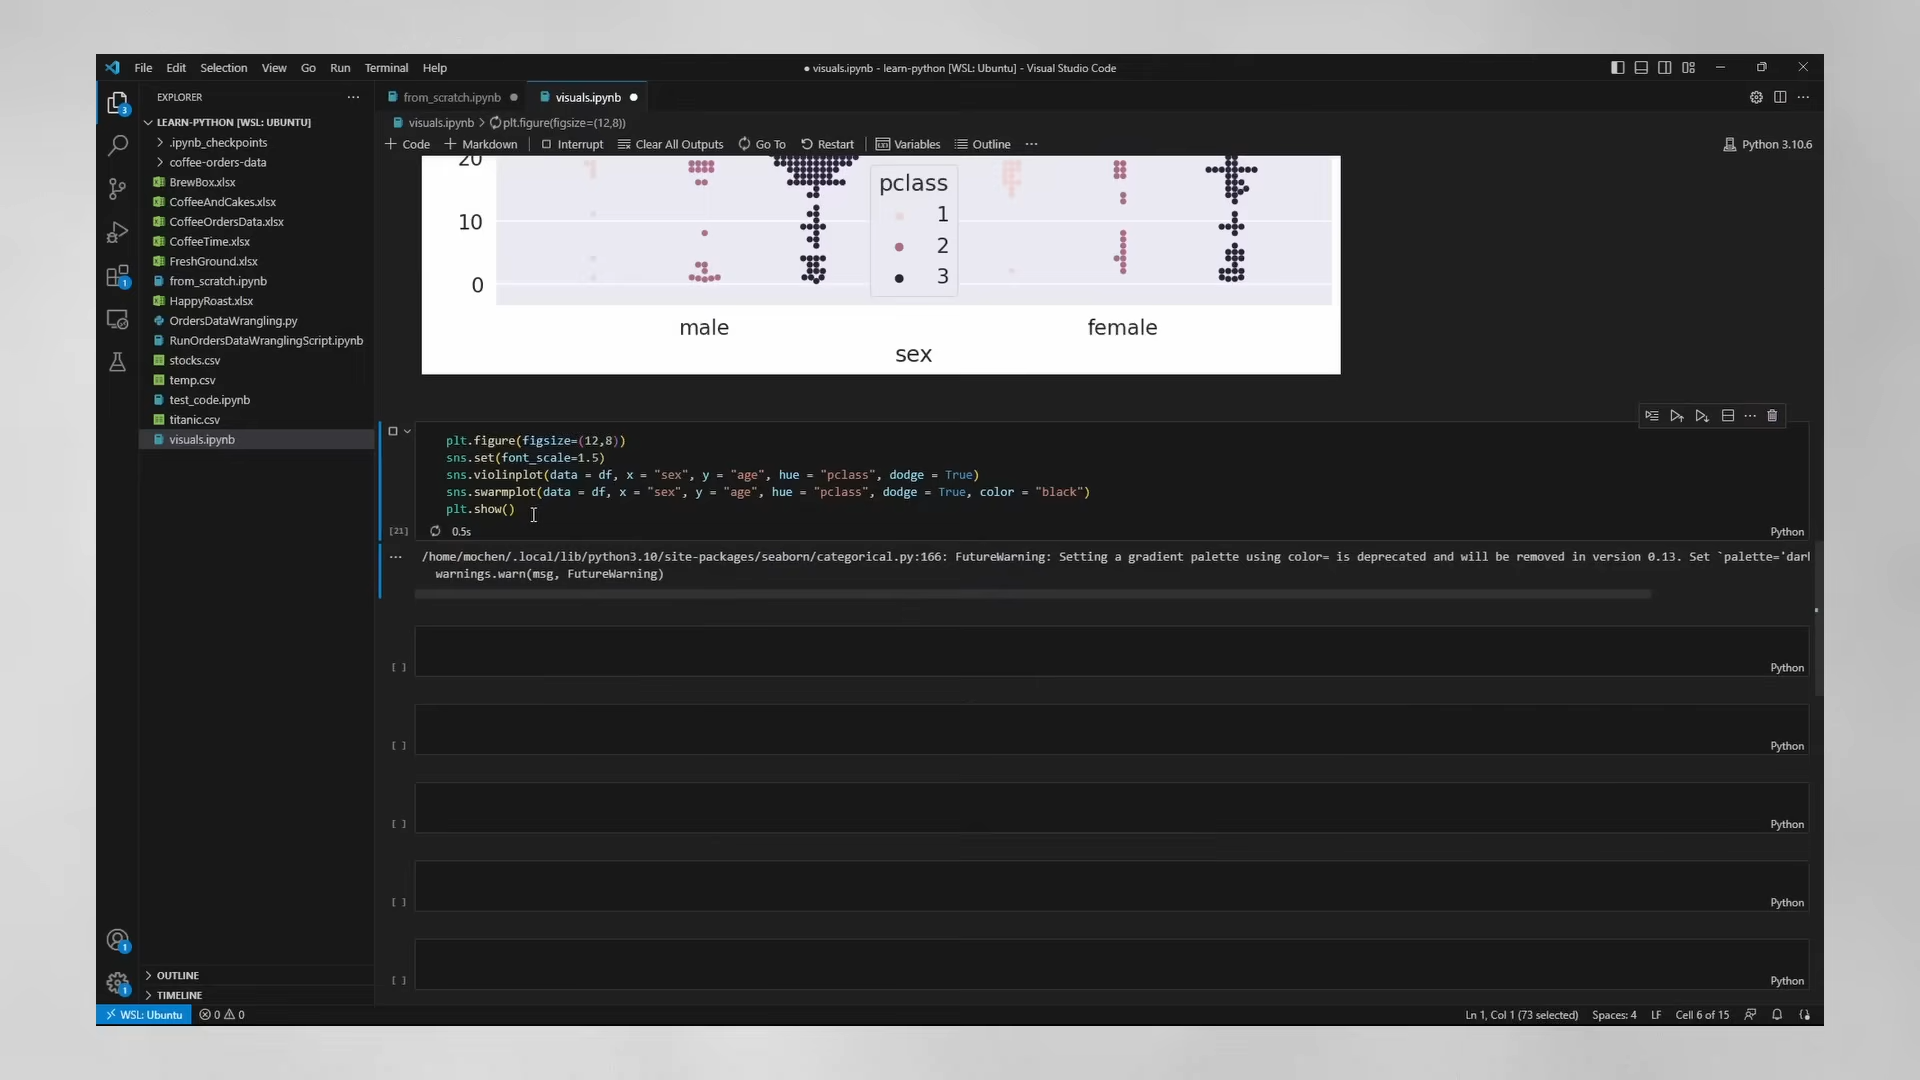 File Edit Selection View Go Run Terminal Help
● visuals.ipynb - learn-python [WSL: Ubuntu] - Visual Studio Code
EXPLORER
LEARN-PYTHON [WSL: UBUNTU]
.ipynb_checkpoints
coffee-orders-data
BrewBox.xlsx
CoffeeAndCakes.xlsx
CoffeeOrdersData.xlsx
CoffeeTime.xlsx
FreshGround.xlsx
from_scratch.ipynb
HappyRoast.xlsx
OrdersDataWrangling.py
RunOrdersDataWranglingScript.ipynb
stocks.csv
temp.csv
test_code.ipynb
titanic.csv
visuals.ipynb
OUTLINE
TIMELINE
3
1
1
1
from_scratch.ipynb ● visuals.ipynb ●
visuals.ipynb > plt.figure(figsize=(12,8))
+ Code + Markdown Interrupt Clear All Outputs Go To Restart Variables Outline ...
Python 3.10.6
20
10
0
pclass
1
2
3
male female
sex
plt.figure(figsize=(12,8))
sns.set(font_scale=1.5)
sns.violinplot(data = df, x = "sex", y = "age", hue = "pclass", dodge = True)
sns.swarmplot(data = df, x = "sex", y = "age", hue = "pclass", dodge = True, color = "black")
plt.show()
[21] 0.5s Python
/home/mochen/.local/lib/python3.10/site-packages/seaborn/categorical.py:166: FutureWarning: Setting a gradient palette using color= is deprecated and will be removed in version 0.13. Set `palette='dark
warnings.warn(msg, FutureWarning)
[ ] Python
[ ] Python
[ ] Python
[ ] Python
[ ] Python
WSL: Ubuntu 0 0 Ln 1, Col 1 (73 selected) Spaces: 4 LF Cell 6 of 15